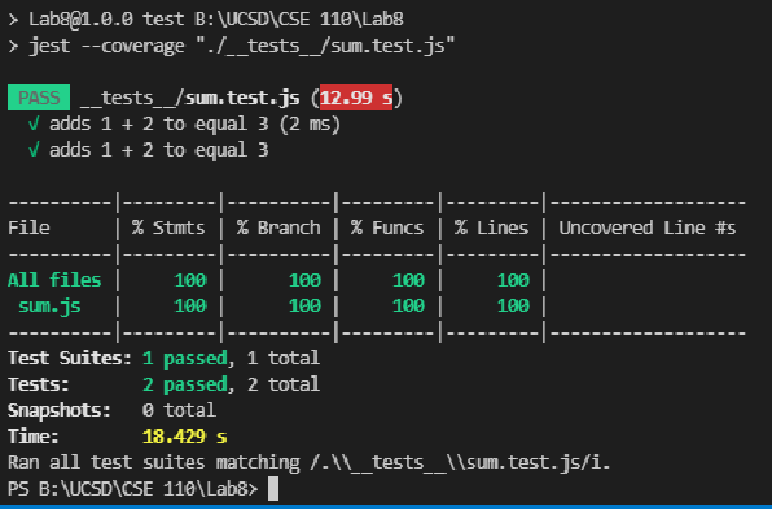 > Lab8@1.0.0 test B:\UCSD\CSE 110\Lab8
> jest --coverage "./__tests__/sum.test.js"
PASS __tests__/sum.test.js (12.99 s)
√ adds 1 + 2 to equal 3 (2 ms)
√ adds 1 + 2 to equal 3
----------|---------|----------|---------|---------|-------------------
File      | % Stmts | % Branch | % Funcs | % Lines | Uncovered Line #s
----------|---------|----------|---------|---------|-------------------
All files |     100 |      100 |     100 |     100 |
 sum.js   |     100 |      100 |     100 |     100 |
----------|---------|----------|---------|---------|-------------------
Test Suites: 1 passed, 1 total
Tests:       2 passed, 2 total
Snapshots:   0 total
Time:        18.429 s
Ran all test suites matching /.\\__tests__\\sum.test.js/i.
PS B:\UCSD\CSE 110\Lab8>